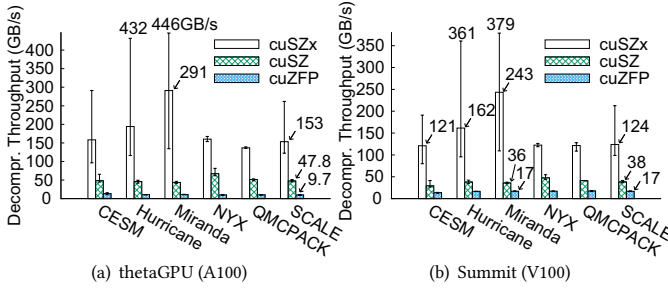 Decompr. Throughput (GB/s)
400
350
300
250
200
150
100
50
0
432
446GB/s
291
153
47.8
9.7
cuSZx
cuSZ
cuZFP
CESM
Hurricane
Miranda
NYX
QMCPACK
SCALE
(a) thetaGPU (A100)
Decompr. Throughput (GB/s)
350
300
250
200
150
100
50
0
361
379
243
121
162
36
17
124
38
17
cuSZx
cuSZ
cuZFP
CESM
Hurricane
Miranda
NYX
QMCPACK
SCALE
(b) Summit (V100)